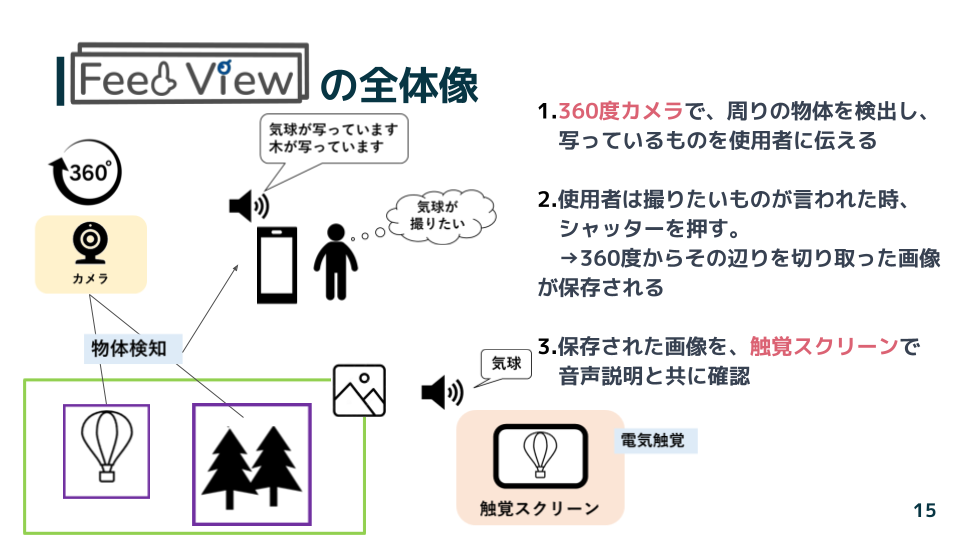 Feel View の全体像
気球が写っています
木が写っています
360°
カメラ
気球が
撮りたい
物体検知
1.360度カメラで、周りの物体を検出し、
写っているものを使用者に伝える
2.使用者は撮りたいものが言われた時、
シャッターを押す。
→360度からその辺りを切り取った画像
が保存される
3.保存された画像を、触覚スクリーンで
音声説明と共に確認
気球
電気触覚
触覚スクリーン
15